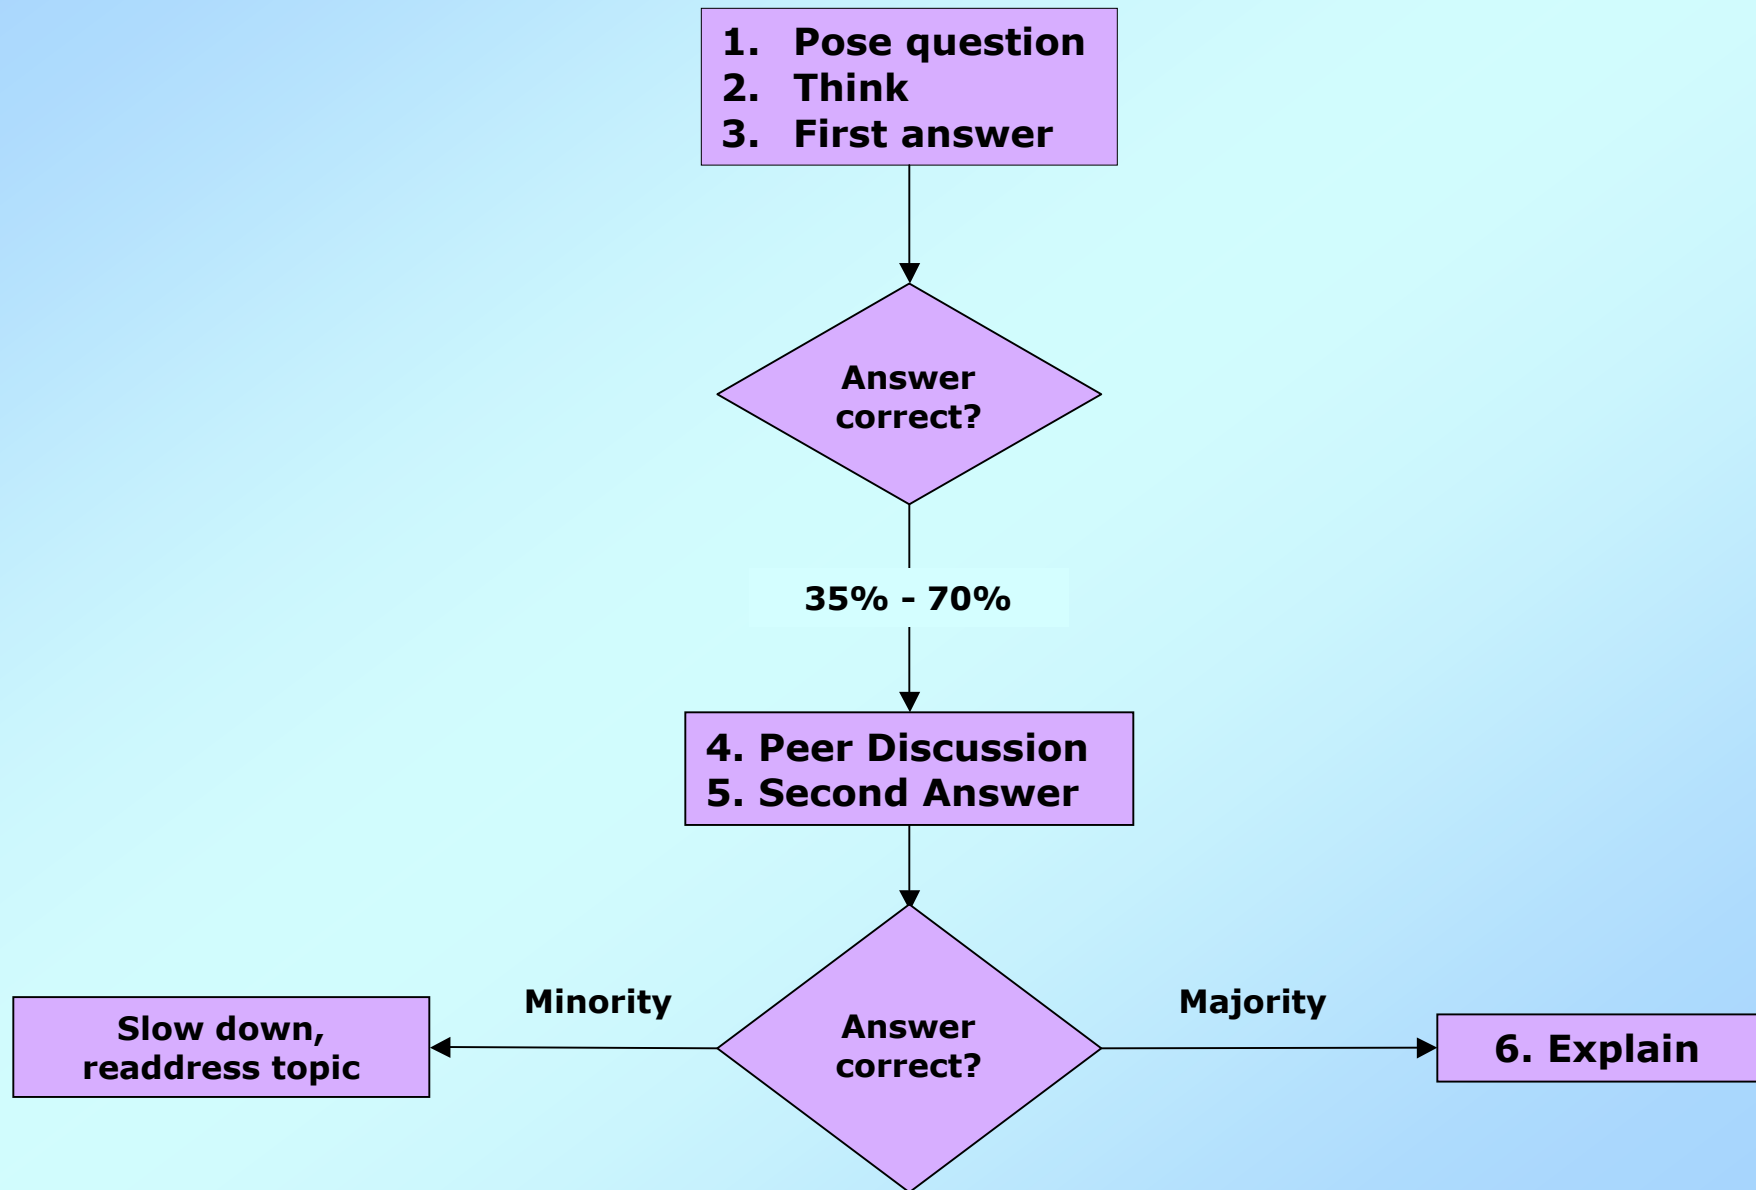 1. Pose question
2. Think
3. First answer
Answer
correct?
35% - 70%
4. Peer Discussion
5. Second Answer
Minority
Majority
Slow down,
readdress topic
Answer
correct?
6. Explain